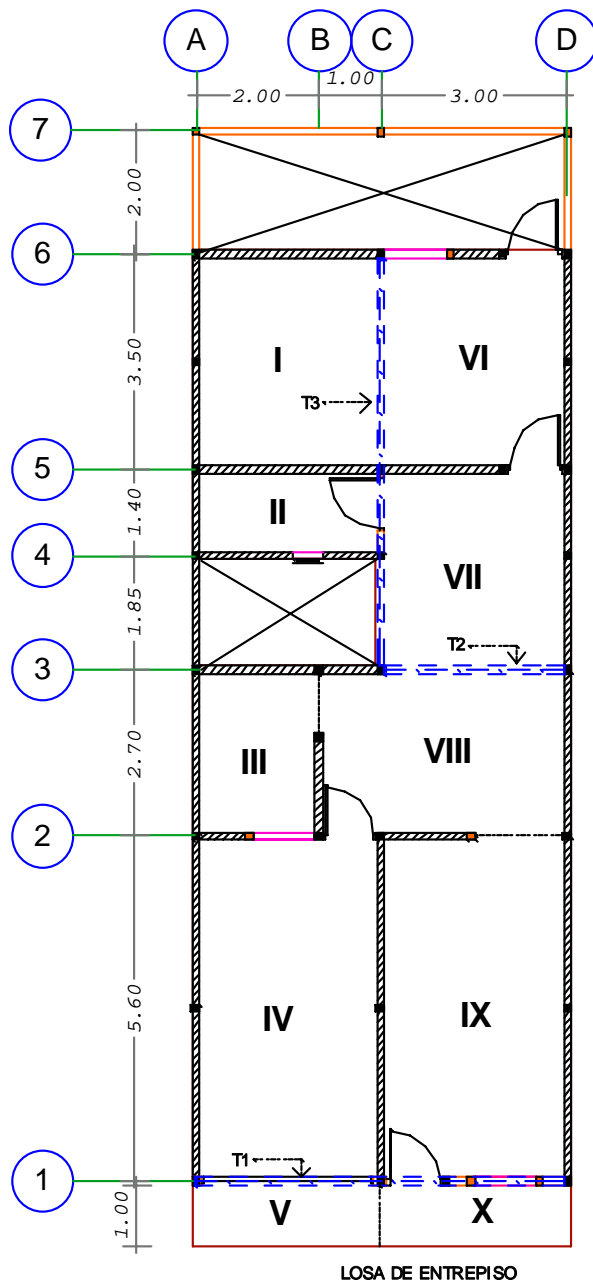 A B C D
1.00
2.00 3.00
7
2.00
6
3.50
I VI
T3
5
1.40
II
4
VII
1.85
T2
3
2.70
III VIII
2
5.60
IV IX
T1
1
1.00
V X
LOSA DE ENTREPISO